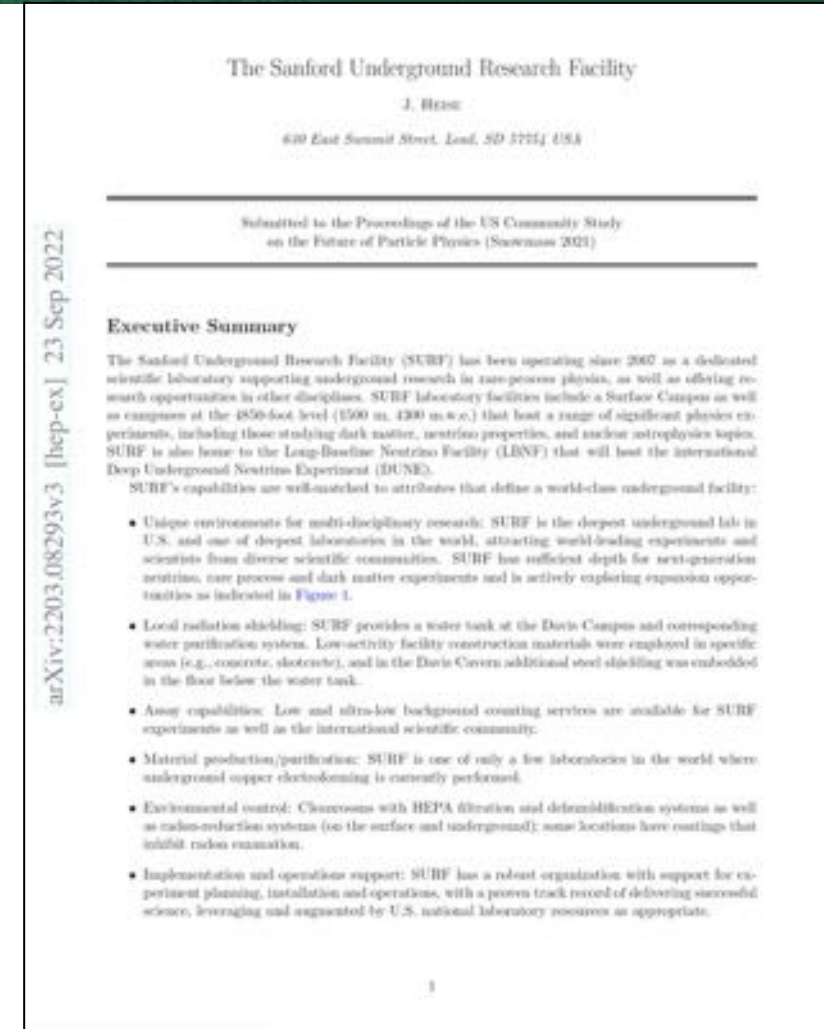 The Sanford Underground Research Facility
J. Heise
630 East Summit Street, Lead, SD 57754 USA
Submitted to the Proceedings of the US Community Study
on the Future of Particle Physics (Snowmass 2021)
arXiv:2203.08293v3 [hep-ex] 23 Sep 2022
Executive Summary
The Sanford Underground Research Facility (SURF) has been operating since 2007 as a dedicated
scientific laboratory supporting underground research in rare-process physics, as well as offering re-
search opportunities in other disciplines. SURF laboratory facilities include a Surface Campus as well
as campuses at the 4850-foot level (1500 m, 4300 m.w.e.) that host a range of significant physics ex-
periments, including those studying dark matter, neutrino properties, and nuclear astrophysics topics.
SURF is also home to the Long-Baseline Neutrino Facility (LBNF) that will host the international
Deep Underground Neutrino Experiment (DUNE).
SURF's capabilities are well-matched to attributes that define a world-class underground facility:
• Unique environments for multi-disciplinary research: SURF is the deepest underground lab in
U.S. and one of deepest laboratories in the world, attracting world-leading experiments and
scientists from diverse scientific communities. SURF has sufficient depth for next-generation
neutrino, rare process and dark matter experiments and is actively exploring expansion oppor-
tunities as indicated in Figure 1.
• Local radiation shielding: SURF provides a water tank at the Davis Campus and corresponding
water purification system. Low-activity facility construction materials were employed in specific
areas (e.g., concrete, shotcrete), and in the Davis Cavern additional steel shielding was embedded
in the floor below the water tank.
• Assay capabilities: Low and ultra-low background counting services are available for SURF
experiments as well as the international scientific community.
• Material production/purification: SURF is one of only a few laboratories in the world where
underground copper electroforming is currently performed.
• Environmental control: Cleanrooms with HEPA filtration and dehumidification systems as well
as radon-reduction systems (on the surface and underground); some locations have coatings that
inhibit radon emanation.
• Implementation and operations support: SURF has a robust organization with support for ex-
periment planning, installation and operations, with a proven track record of delivering successful
science, leveraging and augmented by U.S. national laboratory resources as appropriate.
1